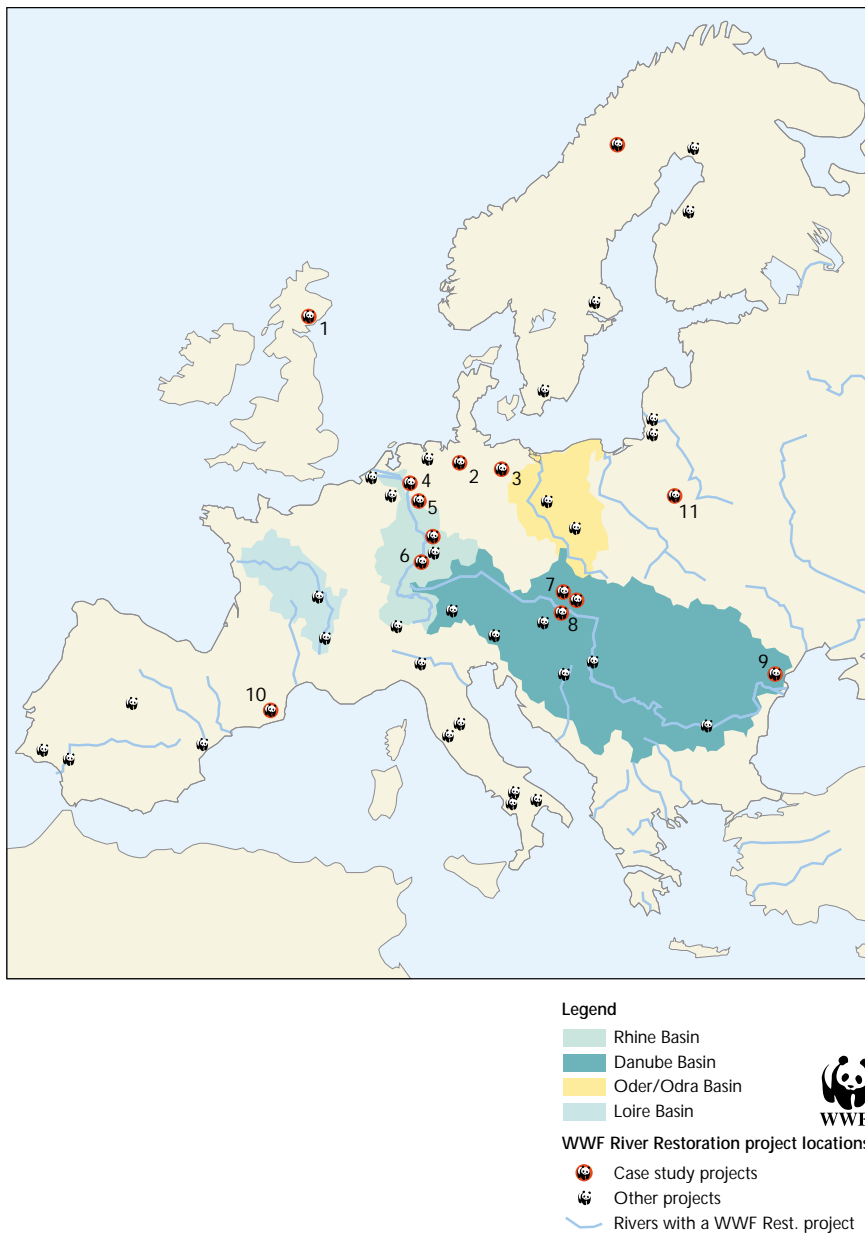 1
2
3
4
5
6
11
7
8
9
10
Legend
Rhine Basin
Danube Basin
Oder/Odra Basin
Loire Basin
WWF
WWF River Restoration project locations
Case study projects
Other projects
Rivers with a WWF Rest. project